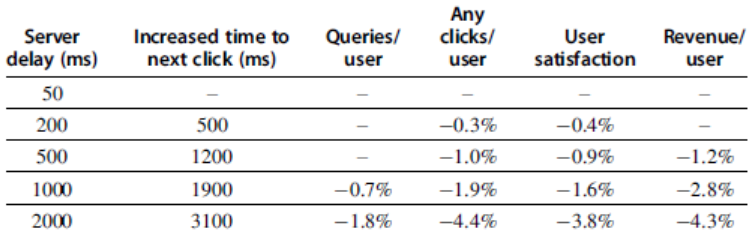 Any
Server Increased time to Queries/ clicks/ User Revenue/
delay (ms) next click (ms) user user satisfaction user
50 – – – – –
200 500 – –0.3% –0.4% –
500 1200 – –1.0% –0.9% –1.2%
1000 1900 –0.7% –1.9% –1.6% –2.8%
2000 3100 –1.8% –4.4% –3.8% –4.3%